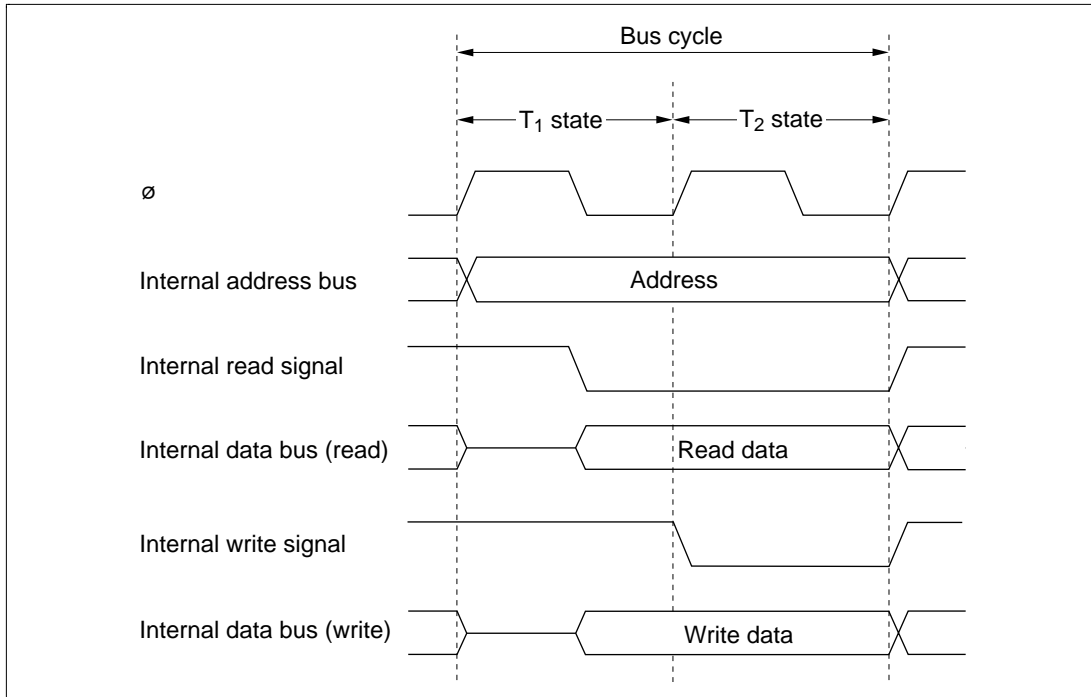 Bus cycle
T1 state
T2 state
ø
Internal address bus
Address
Internal read signal
Internal data bus (read)
Read data
Internal write signal
Internal data bus (write)
Write data